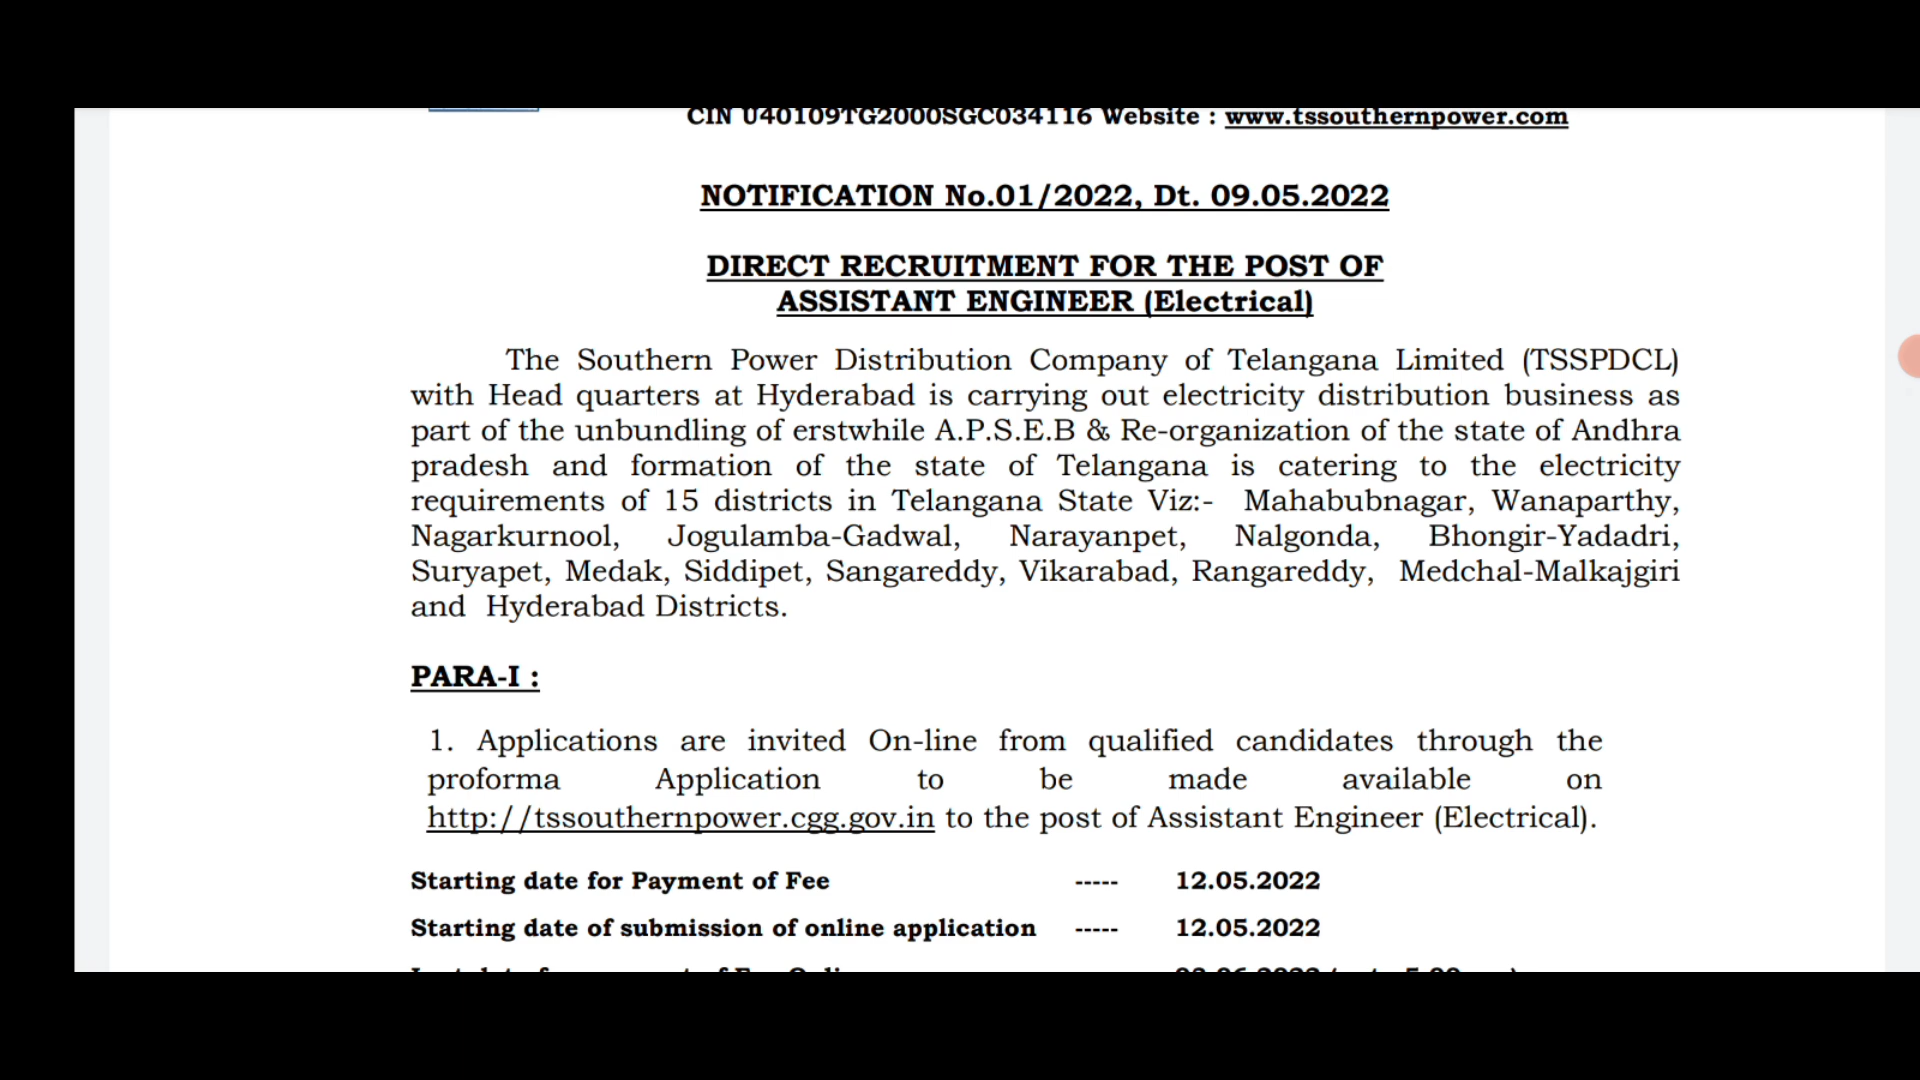 CIN U40109TG2000SGC034116 Website : www.tssouthernpower.com
NOTIFICATION No.01/2022, Dt. 09.05.2022
DIRECT RECRUITMENT FOR THE POST OF
ASSISTANT ENGINEER (Electrical)
The Southern Power Distribution Company of Telangana Limited (TSSPDCL)
with Head quarters at Hyderabad is carrying out electricity distribution business as
part of the unbundling of erstwhile A.P.S.E.B & Re-organization of the state of Andhra
pradesh and formation of the state of Telangana is catering to the electricity
requirements of 15 districts in Telangana State Viz:- Mahabubnagar, Wanaparthy,
Nagarkurnool, Jogulamba-Gadwal, Narayanpet, Nalgonda, Bhongir-Yadadri,
Suryapet, Medak, Siddipet, Sangareddy, Vikarabad, Rangareddy, Medchal-Malkajgiri
and Hyderabad Districts.
PARA-I :
1. Applications are invited On-line from qualified candidates through the
proforma Application to be made available on
http://tssouthernpower.cgg.gov.in to the post of Assistant Engineer (Electrical).
Starting date for Payment of Fee ----- 12.05.2022
Starting date of submission of online application ----- 12.05.2022